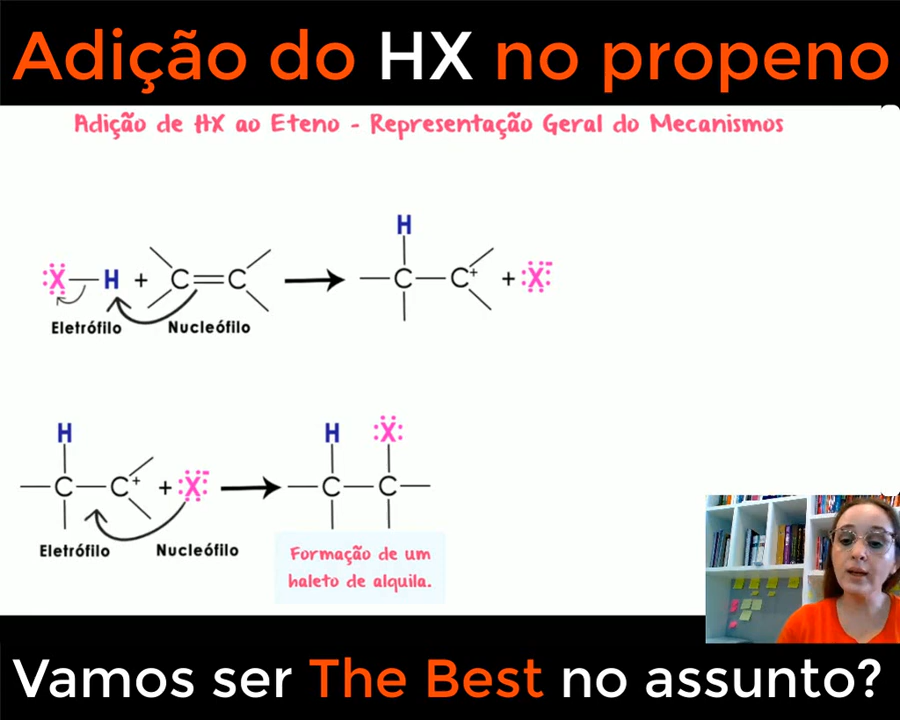 Adição do HX no propeno
Adição de HX ao Eteno - Representação Geral do Mecanismos
H
:Ẍ—H + C=C → —C—C⁺ + :Ẍ:⁻
Eletrófilo Nucleófilo
H H :Ẍ:
—C—C⁺ + :Ẍ:⁻ → —C—C—
Eletrófilo Nucleófilo
Formação de um
haleto de alquila.
Vamos ser The Best no assunto?